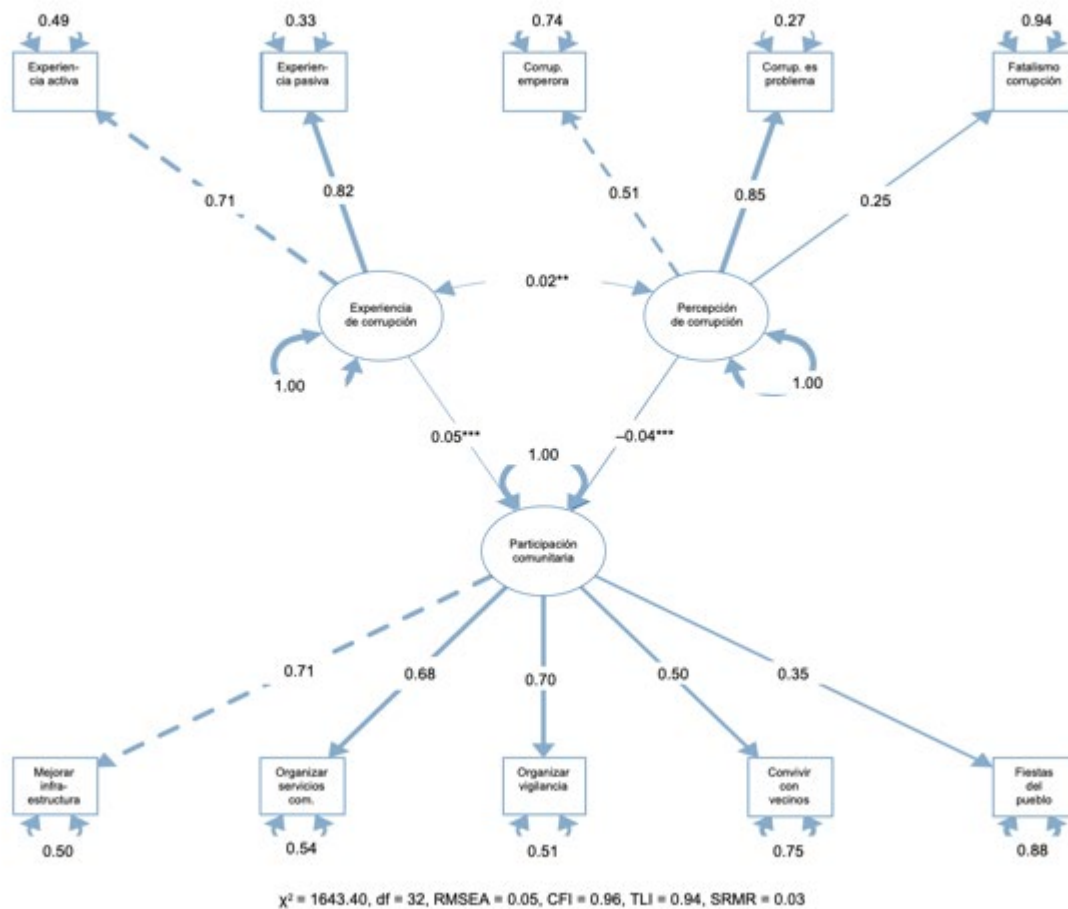 0.49
0.33
0.74
0.27
0.94
Experien-
cia activa
Experien-
cia pasiva
Corrup.
emperora
Corrup. es
problema
Fatalismo
corrupción
0.71
0.82
0.51
0.85
0.25
0.02**
Experiencia
de corrupción
Percepción
de corrupción
1.00
1.00
0.05***
–0.04***
1.00
Participación
comunitaria
0.71
0.68
0.70
0.50
0.35
Mejorar
infra-
estructura
Organizar
servicios
com.
Organizar
vigilancia
Convivir
con
vecinos
Fiestas
del
pueblo
0.50
0.54
0.51
0.75
0.88
χ² = 1643.40, df = 32, RMSEA = 0.05, CFI = 0.96, TLI = 0.94, SRMR = 0.03